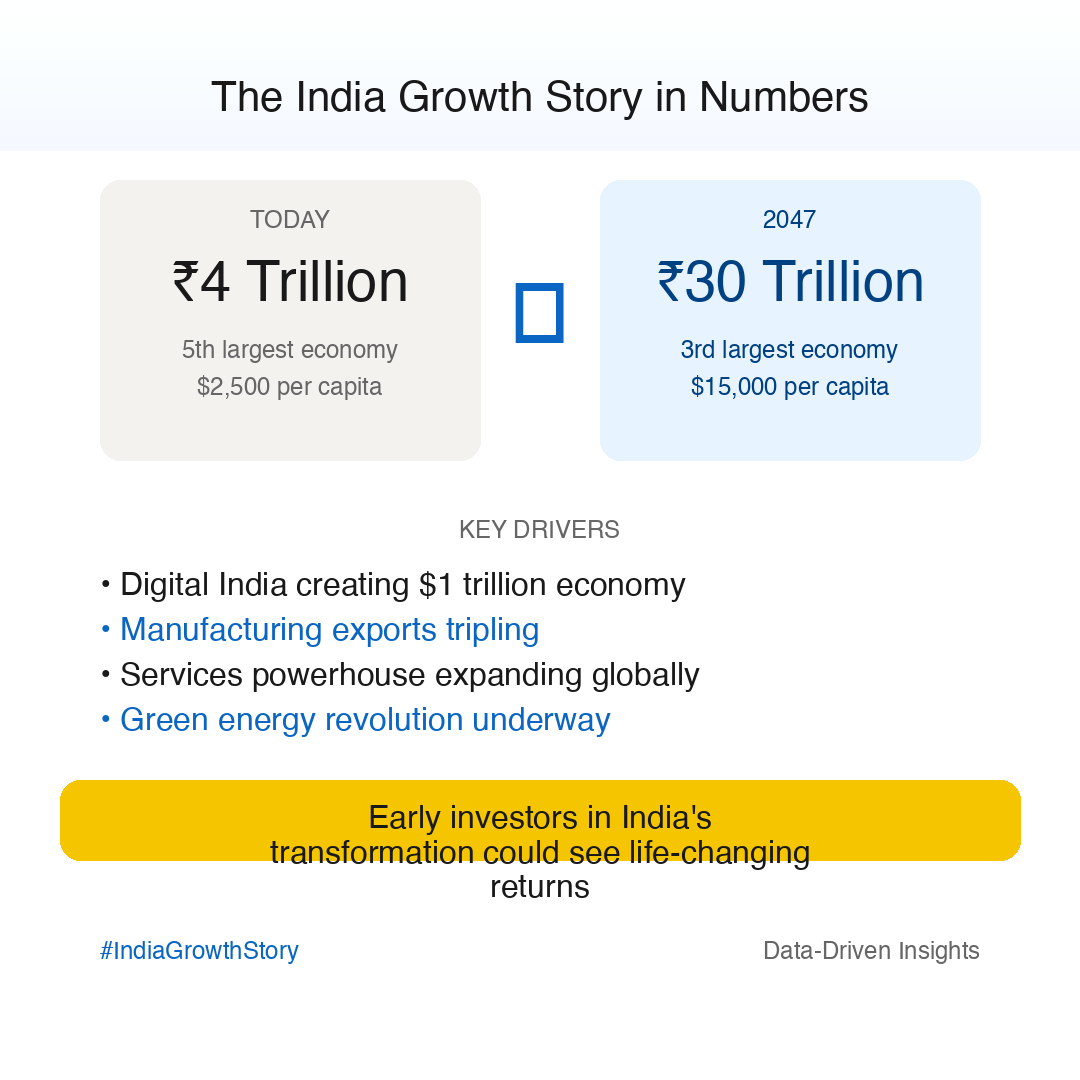 The India Growth Story in Numbers
TODAY
₹4 Trillion
5th largest economy
$2,500 per capita
2047
₹30 Trillion
3rd largest economy
$15,000 per capita
KEY DRIVERS
• Digital India creating $1 trillion economy
• Manufacturing exports tripling
• Services powerhouse expanding globally
• Green energy revolution underway
Early investors in India's
transformation could see life-changing
returns
#IndiaGrowthStory
Data-Driven Insights